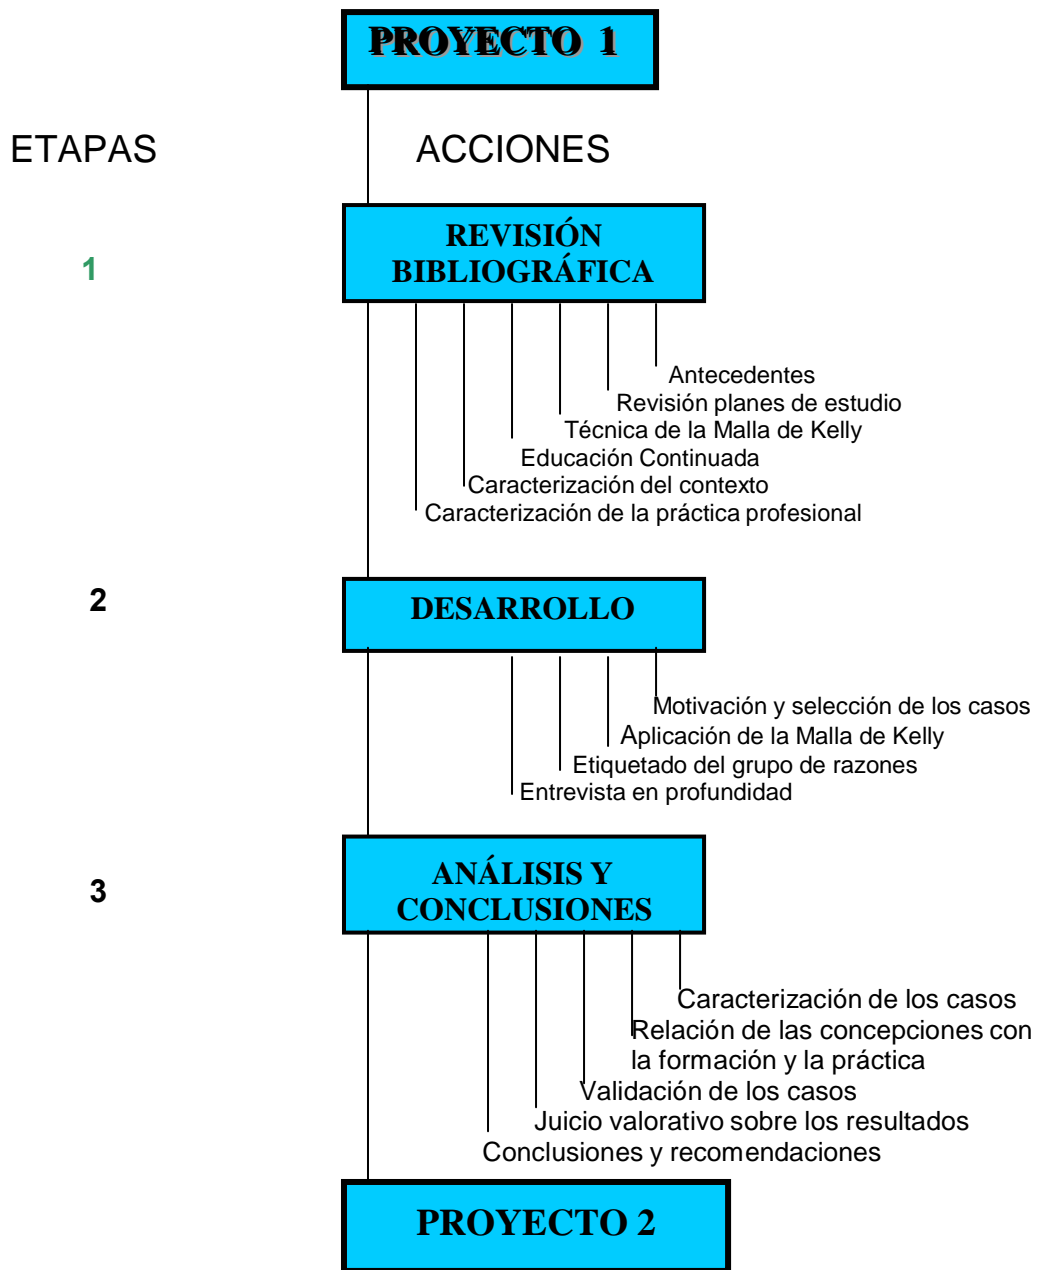 PROYECTO 1
ETAPAS ACCIONES
1
REVISIÓN
BIBLIOGRÁFICA
Antecedentes
Revisión planes de estudio
Técnica de la Malla de Kelly
Educación Continuada
Caracterización del contexto
Caracterización de la práctica profesional
2
DESARROLLO
Motivación y selección de los casos
Aplicación de la Malla de Kelly
Etiquetado del grupo de razones
Entrevista en profundidad
3
ANÁLISIS Y
CONCLUSIONES
Caracterización de los casos
Relación de las concepciones con
la formación y la práctica
Validación de los casos
Juicio valorativo sobre los resultados
Conclusiones y recomendaciones
PROYECTO 2